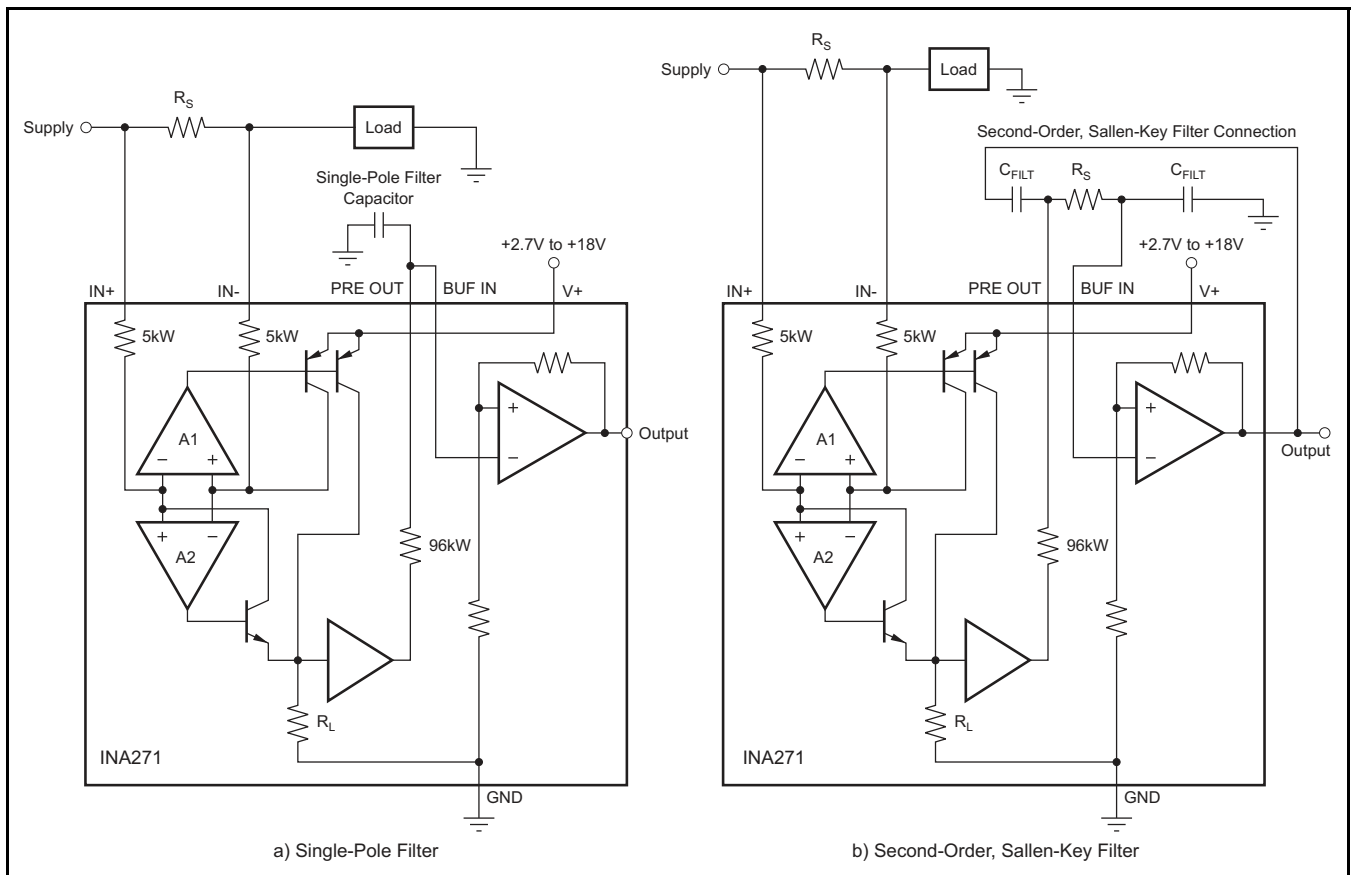 R_S
Supply
Load
Single-Pole Filter
Capacitor
+2.7V to +18V
IN+
IN-
PRE OUT
BUF IN
V+
5kW
5kW
+
−
A1
−
+
Output
+
−
A2
96kW
R_L
INA271
GND
a) Single-Pole Filter
R_S
Supply
Load
Second-Order, Sallen-Key Filter Connection
C_FILT
R_S
C_FILT
+2.7V to +18V
IN+
IN-
PRE OUT
BUF IN
V+
5kW
5kW
+
−
A1
−
+
Output
+
−
A2
96kW
R_L
INA271
GND
b) Second-Order, Sallen-Key Filter